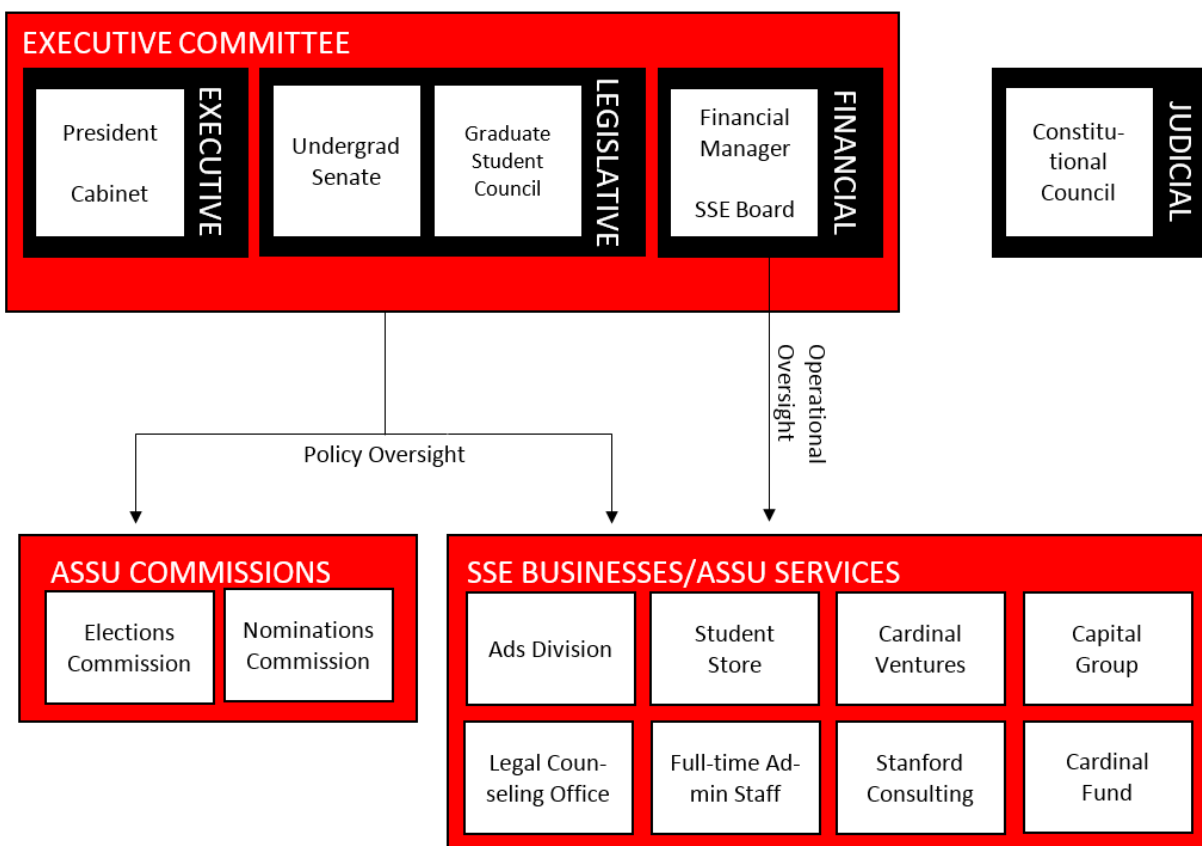 EXECUTIVE COMMITTEE
President
Cabinet
EXECUTIVE
Undergrad
Senate
Graduate
Student
Council
LEGISLATIVE
Financial
Manager
SSE Board
FINANCIAL
Constitu-
tional
Council
JUDICIAL
Operational
Oversight
Policy Oversight
ASSU COMMISSIONS
Elections
Commission
Nominations
Commission
SSE BUSINESSES/ASSU SERVICES
Ads Division
Student
Store
Cardinal
Ventures
Capital
Group
Legal Coun-
seling Office
Full-time Ad-
min Staff
Stanford
Consulting
Cardinal
Fund